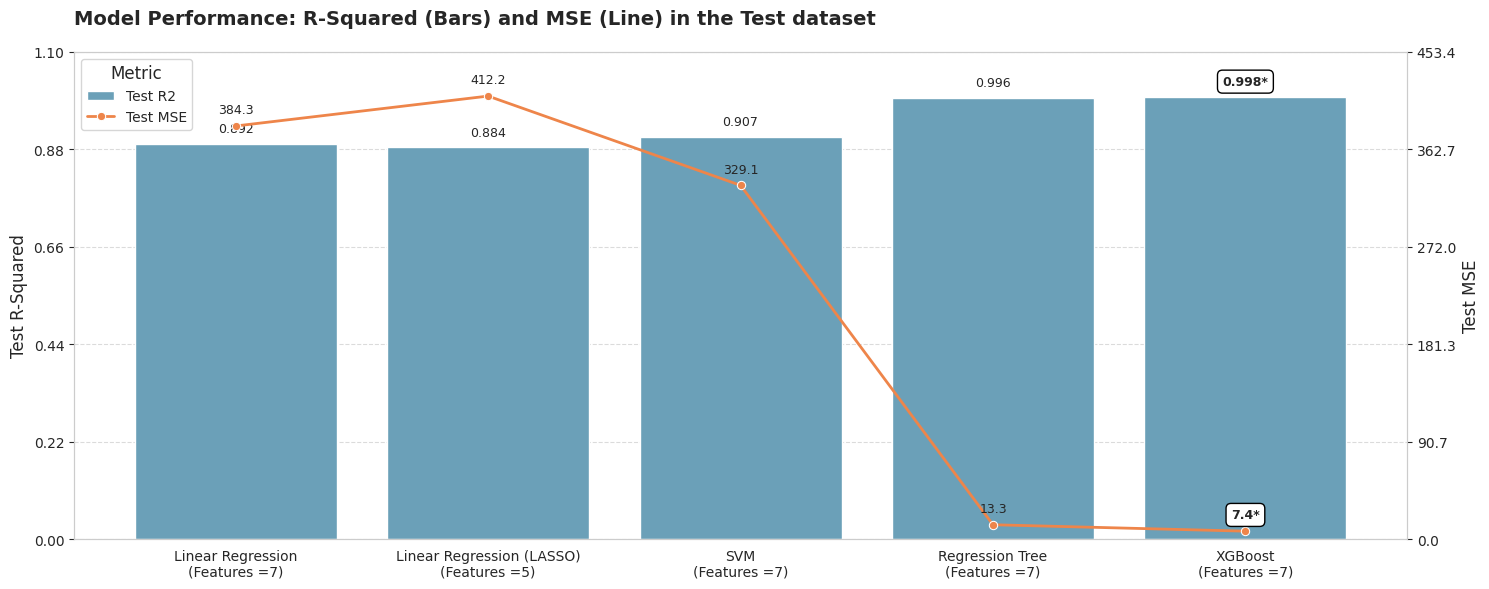 Model Performance: R-Squared (Bars) and MSE (Line) in the Test dataset
Test R-Squared
1.10
0.88
0.66
0.44
0.22
0.00
Metric
Test R2
Test MSE
384.3
0.892
412.2
0.884
0.907
329.1
0.996
13.3
0.998*
7.4*
453.4
362.7
272.0
181.3
90.7
0.0
Test MSE
Linear Regression
(Features =7)
Linear Regression (LASSO)
(Features =5)
SVM
(Features =7)
Regression Tree
(Features =7)
XGBoost
(Features =7)